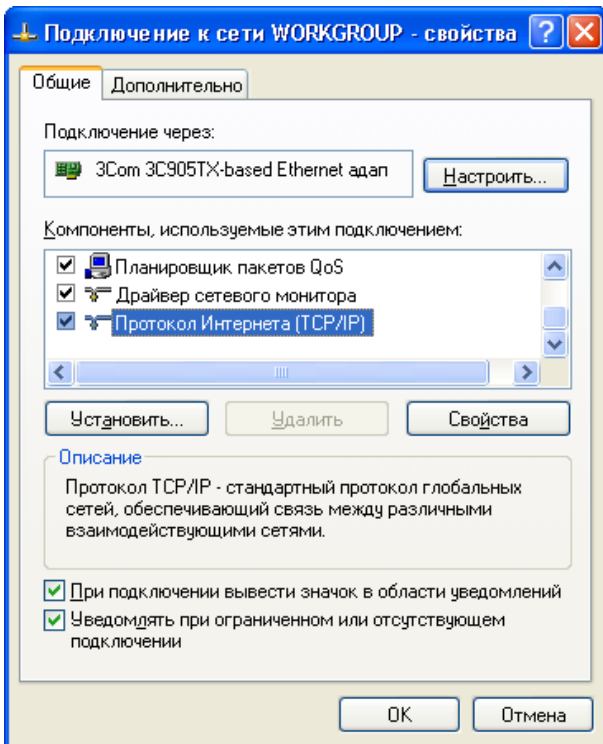 Подключение к сети WORKGROUP - свойства
Общие
Дополнительно
Подключение через:
3Com 3C905TX-based Ethernet адап
Настроить...
Компоненты, используемые этим подключением:
Планировщик пакетов QoS
Драйвер сетевого монитора
Протокол Интернета (TCP/IP)
Установить...
Удалить
Свойства
Описание
Протокол TCP/IP - стандартный протокол глобальных
сетей, обеспечивающий связь между различными
взаимодействующими сетями.
При подключении вывести значок в области уведомлений
Уведомлять при ограниченном или отсутствующем
подключении
OK
Отмена